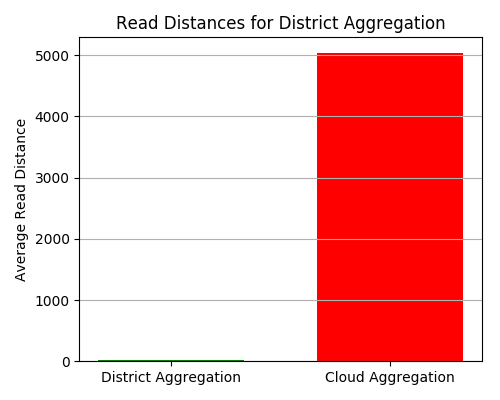 Read Distances for District Aggregation
Average Read Distance
5000
4000
3000
2000
1000
0
District Aggregation
Cloud Aggregation